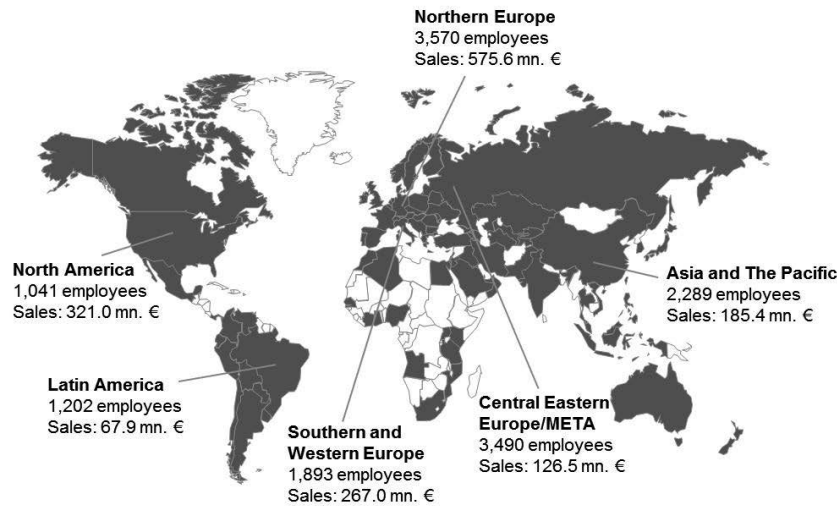 Northern Europe
3,570 employees
Sales: 575.6 mn. €
North America
1,041 employees
Sales: 321.0 mn. €
Asia and The Pacific
2,289 employees
Sales: 185.4 mn. €
Latin America
1,202 employees
Sales: 67.9 mn. €
Southern and
Western Europe
1,893 employees
Sales: 267.0 mn. €
Central Eastern
Europe/META
3,490 employees
Sales: 126.5 mn. €